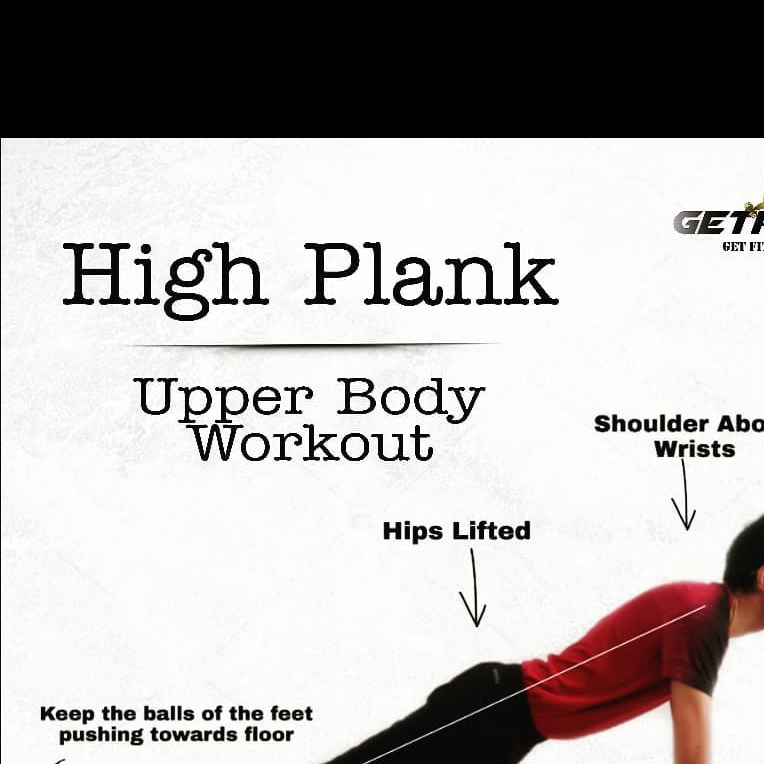 High Plank
Upper Body
Workout
GET
GET FI
Shoulder Abo
Wrists
Hips Lifted
Keep the balls of the feet
pushing towards floor